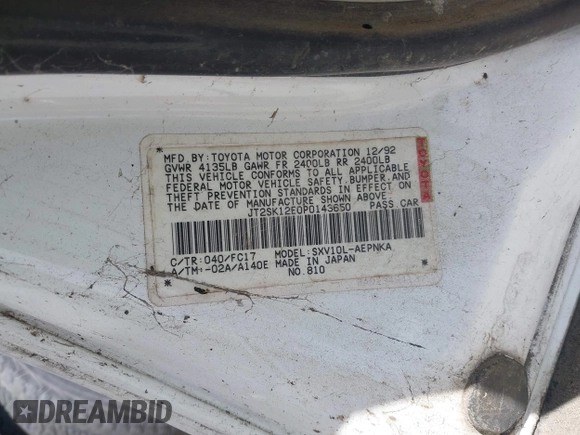 MFD.BY:TOYOTA MOTOR CORPORATION 12/92
GVWR 4135LB GAWR FR 2400LB RR 2400LB
THIS VEHICLE CONFORMS TO ALL APPLICABLE
FEDERAL MOTOR VEHICLE SAFETY,BUMPER,AND
THEFT PREVENTION STANDARDS IN EFFECT ON
THE DATE OF MANUFACTURE SHOWN ABOVE.
JT2SK12E0P0143650 PASS.CAR
C/TR:040/FC17 MODEL:SXV10L-AEPNKA
A/TM:-02A/A140E MADE IN JAPAN
NO.810
TOYOTA
DREAMBID